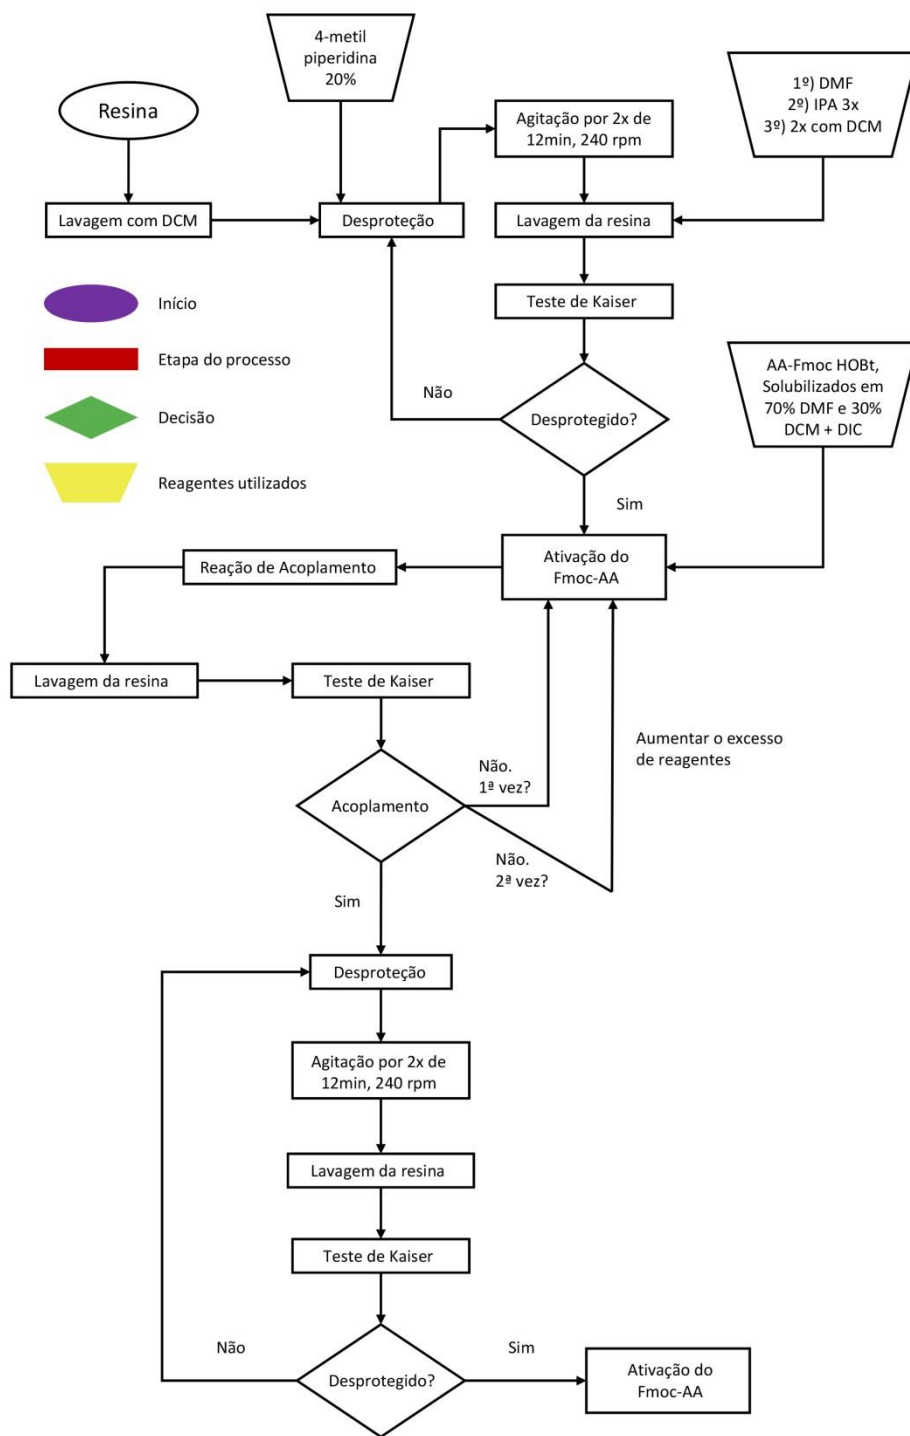 4-metil
piperidina
20%
Resina
1º) DMF
2º) IPA 3x
3º) 2x com DCM
Agitação por 2x de
12min, 240 rpm
Lavagem com DCM
Desproteção
Lavagem da resina
Início
Teste de Kaiser
Etapa do processo
Não
Desprotegido?
AA-Fmoc HOBt,
Solubilizados em
70% DMF e 30%
DCM + DIC
Decisão
Reagentes utilizados
Sim
Ativação do
Fmoc-AA
Reação de Acoplamento
Lavagem da resina
Teste de Kaiser
Aumentar o excesso
de reagentes
Não.
1ª vez?
Acoplamento
Não.
2ª vez?
Sim
Desproteção
Agitação por 2x de
12min, 240 rpm
Lavagem da resina
Teste de Kaiser
Não
Desprotegido?
Sim
Ativação do
Fmoc-AA